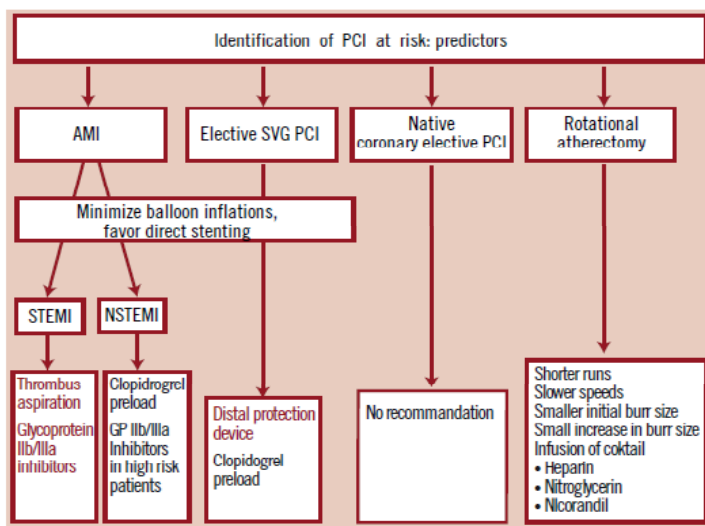 Identification of PCI at risk: predictors
AMI
Elective SVG PCI
Native
coronary elective PCI
Rotational
atherectomy
Minimize balloon inflations,
favor direct stenting
STEMI
NSTEMI
Thrombus
aspiration
Glycoprotein
IIb/IIIa
inhibitors
Clopidrogrel
preload
GP IIb/IIIa
Inhibitors
in high risk
patients
Distal protection
device
Clopidogrel
preload
No recommandation
Shorter runs
Slower speeds
Smaller initial burr size
Small increase in burr size
Infusion of coktail
• Heparin
• Nitroglycerin
• Nicorandil